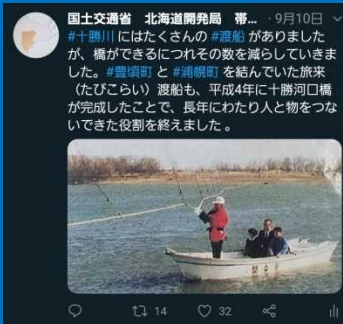 国土交通省 北海道開発局 帯... ・9月10日
#十勝川 にはたくさんの #渡船 がありました
が、橋ができるにつれその数を減らしていきま
した。#豊頃町 と #浦幌町 を結んでいた旅来
（たびこらい）渡船も、平成4年に十勝河口橋
が完成したことで、長年にわたり人と物をつな
いできた役割を終えました 。
14 32